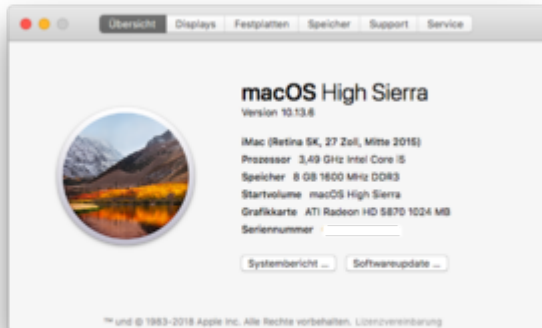 Übersicht Displays Festplatten Speicher Support Service
macOS High Sierra
Version 10.13.6
iMac (Retina 5K, 27 Zoll, Mitte 2015)
Prozessor 3,49 GHz Intel Core i5
Speicher 8 GB 1600 MHz DDR3
Startvolume macOS High Sierra
Grafikkarte ATI Radeon HD 5870 1024 MB
Seriennummer
Systembericht ... Softwareupdate ...
™ und © 1983-2018 Apple Inc. Alle Rechte vorbehalten. Lizenzvereinbarung